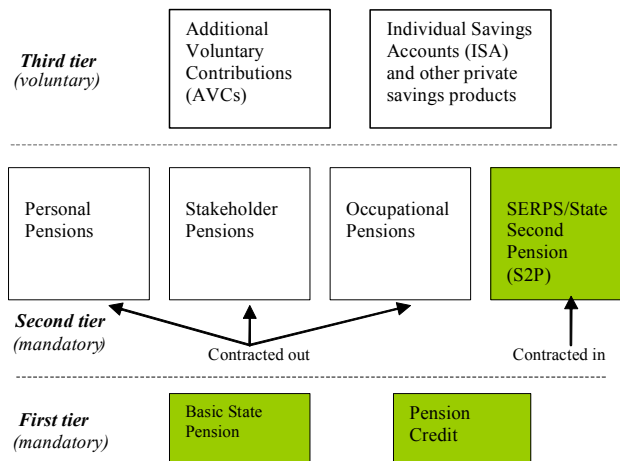 Third tier
(voluntary)
Additional
Voluntary
Contributions
(AVCs)
Individual Savings
Accounts (ISA)
and other private
savings products
Personal
Pensions
Stakeholder
Pensions
Occupational
Pensions
SERPS/State
Second
Pension
(S2P)
Second tier
(mandatory)
Contracted out
Contracted in
First tier
(mandatory)
Basic State
Pension
Pension
Credit